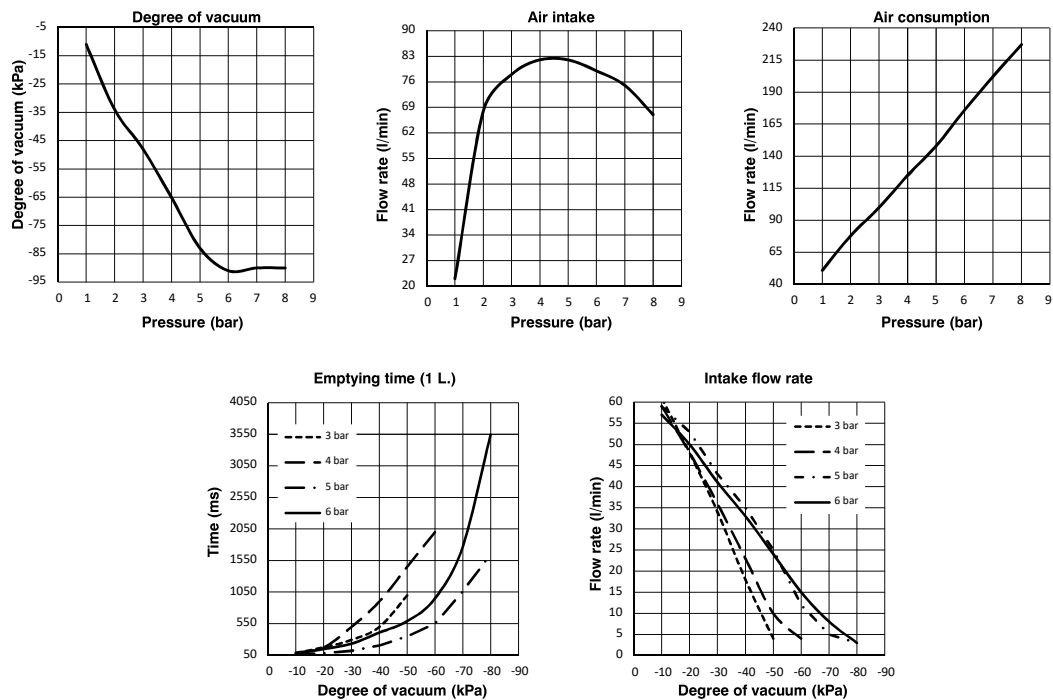 Degree of vacuum
Degree of vacuum (kPa)
-5
-15
-25
-35
-45
-55
-65
-75
-85
-95
0 1 2 3 4 5 6 7 8 9
Pressure (bar)
Air intake
Flow rate (l/min)
90
83
76
69
62
55
48
41
34
27
20
0 1 2 3 4 5 6 7 8 9
Pressure (bar)
Air consumption
Flow rate (l/min)
240
215
190
165
140
115
90
65
40
0 1 2 3 4 5 6 7 8 9
Pressure (bar)
Emptying time (1 L.)
Time (ms)
4050
3550
3050
2550
2050
1550
1050
550
50
3 bar
4 bar
5 bar
6 bar
0 -10 -20 -30 -40 -50 -60 -70 -80 -90
Degree of vacuum (kPa)
Intake flow rate
Flow rate (l/min)
60
55
50
45
40
35
30
25
20
15
10
5
0
3 bar
4 bar
5 bar
6 bar
0 -10 -20 -30 -40 -50 -60 -70 -80 -90
Degree of vacuum (kPa)